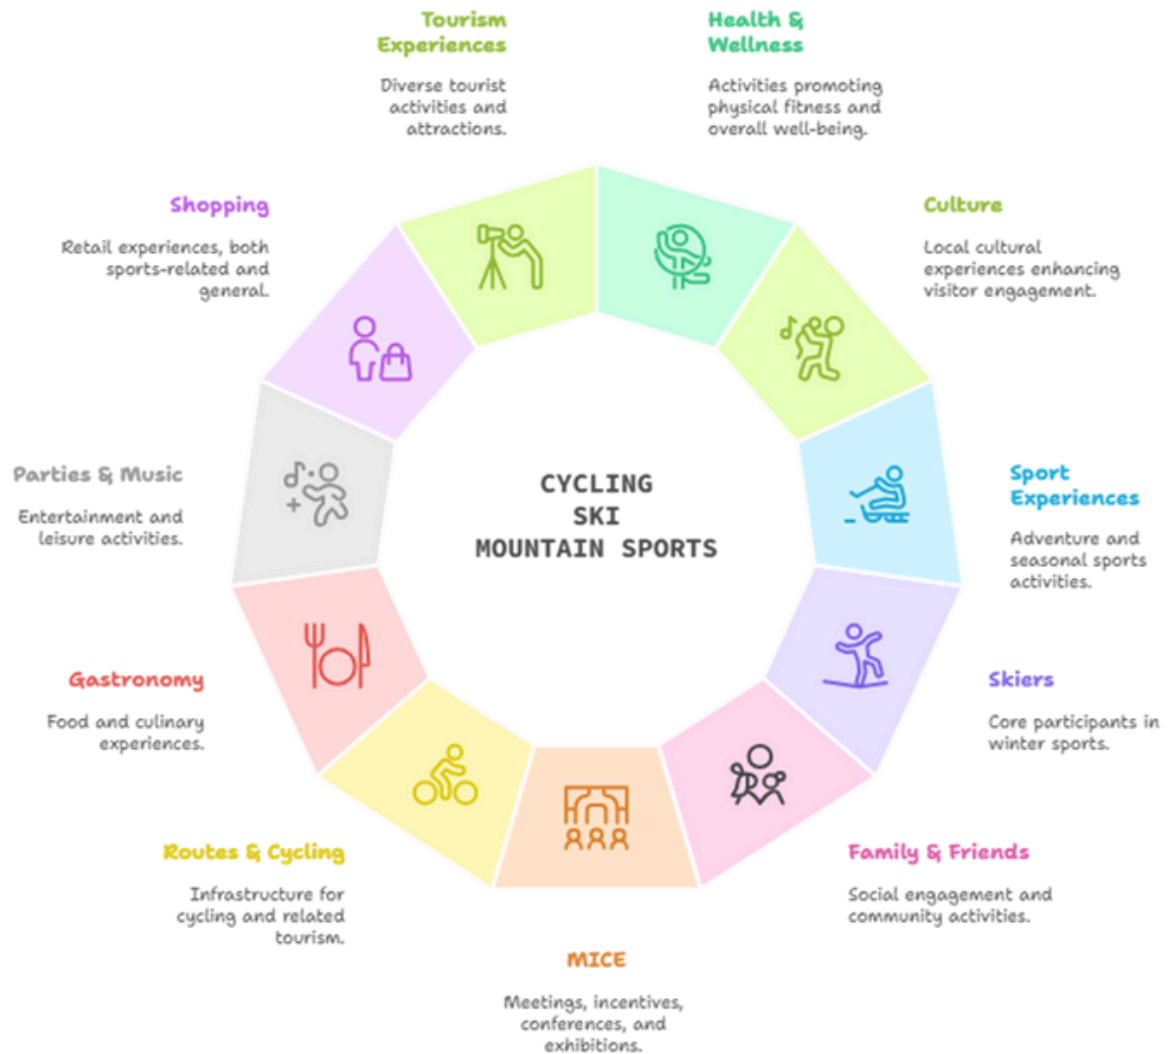 Tourism
Experiences
Diverse tourist
activities and
attractions.
Health &
Wellness
Activities promoting
physical fitness and
overall well-being.
Shopping
Retail experiences, both
sports-related and
general.
Culture
Local cultural
experiences enhancing
visitor engagement.
Parties & Music
Entertainment and
leisure activities.
CYCLING
SKI
MOUNTAIN SPORTS
Sport
Experiences
Adventure and
seasonal sports
activities.
Gastronomy
Food and culinary
experiences.
Skiers
Core participants in
winter sports.
Routes & Cycling
Infrastructure for
cycling and related
tourism.
Family & Friends
Social engagement and
community activities.
MICE
Meetings, incentives,
conferences, and
exhibitions.